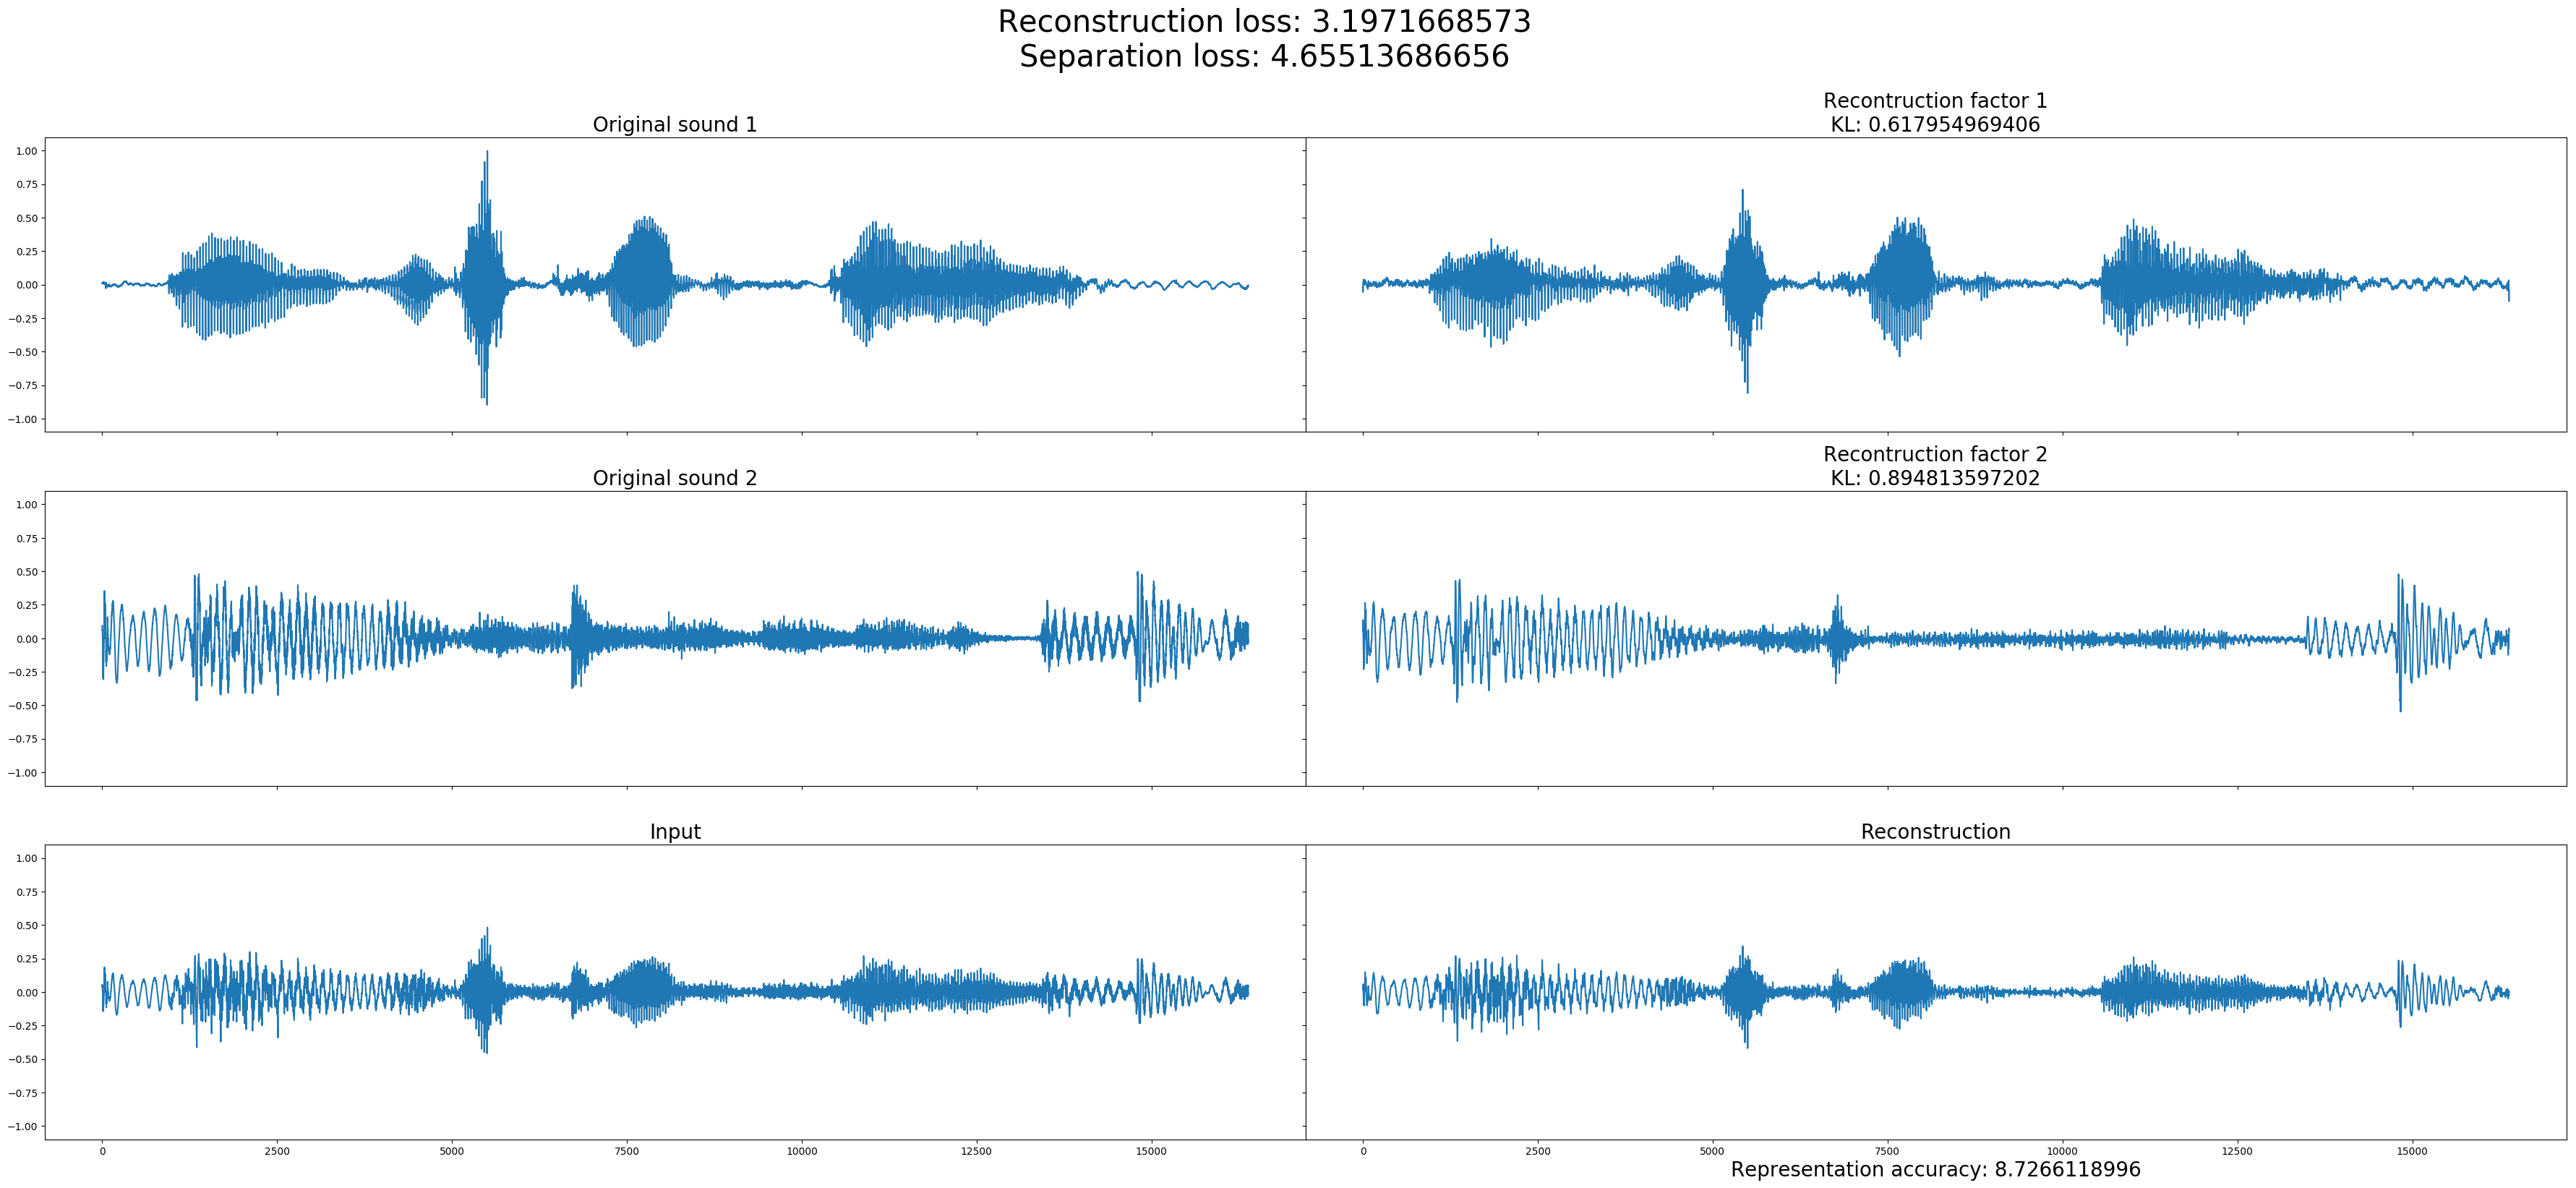 Reconstruction loss: 3.1971668573
Separation loss: 4.65513686656
Original sound 1
Recontruction factor 1
KL: 0.617954969406
1.00
0.75
0.50
0.25
0.00
−0.25
−0.50
−0.75
−1.00
Original sound 2
Recontruction factor 2
KL: 0.894813597202
1.00
0.75
0.50
0.25
0.00
−0.25
−0.50
−0.75
−1.00
Input
Reconstruction
1.00
0.75
0.50
0.25
0.00
−0.25
−0.50
−0.75
−1.00
0 2500 5000 7500 10000 12500 15000
0 2500 5000 7500 10000 12500 15000
Representation accuracy: 8.7266118996